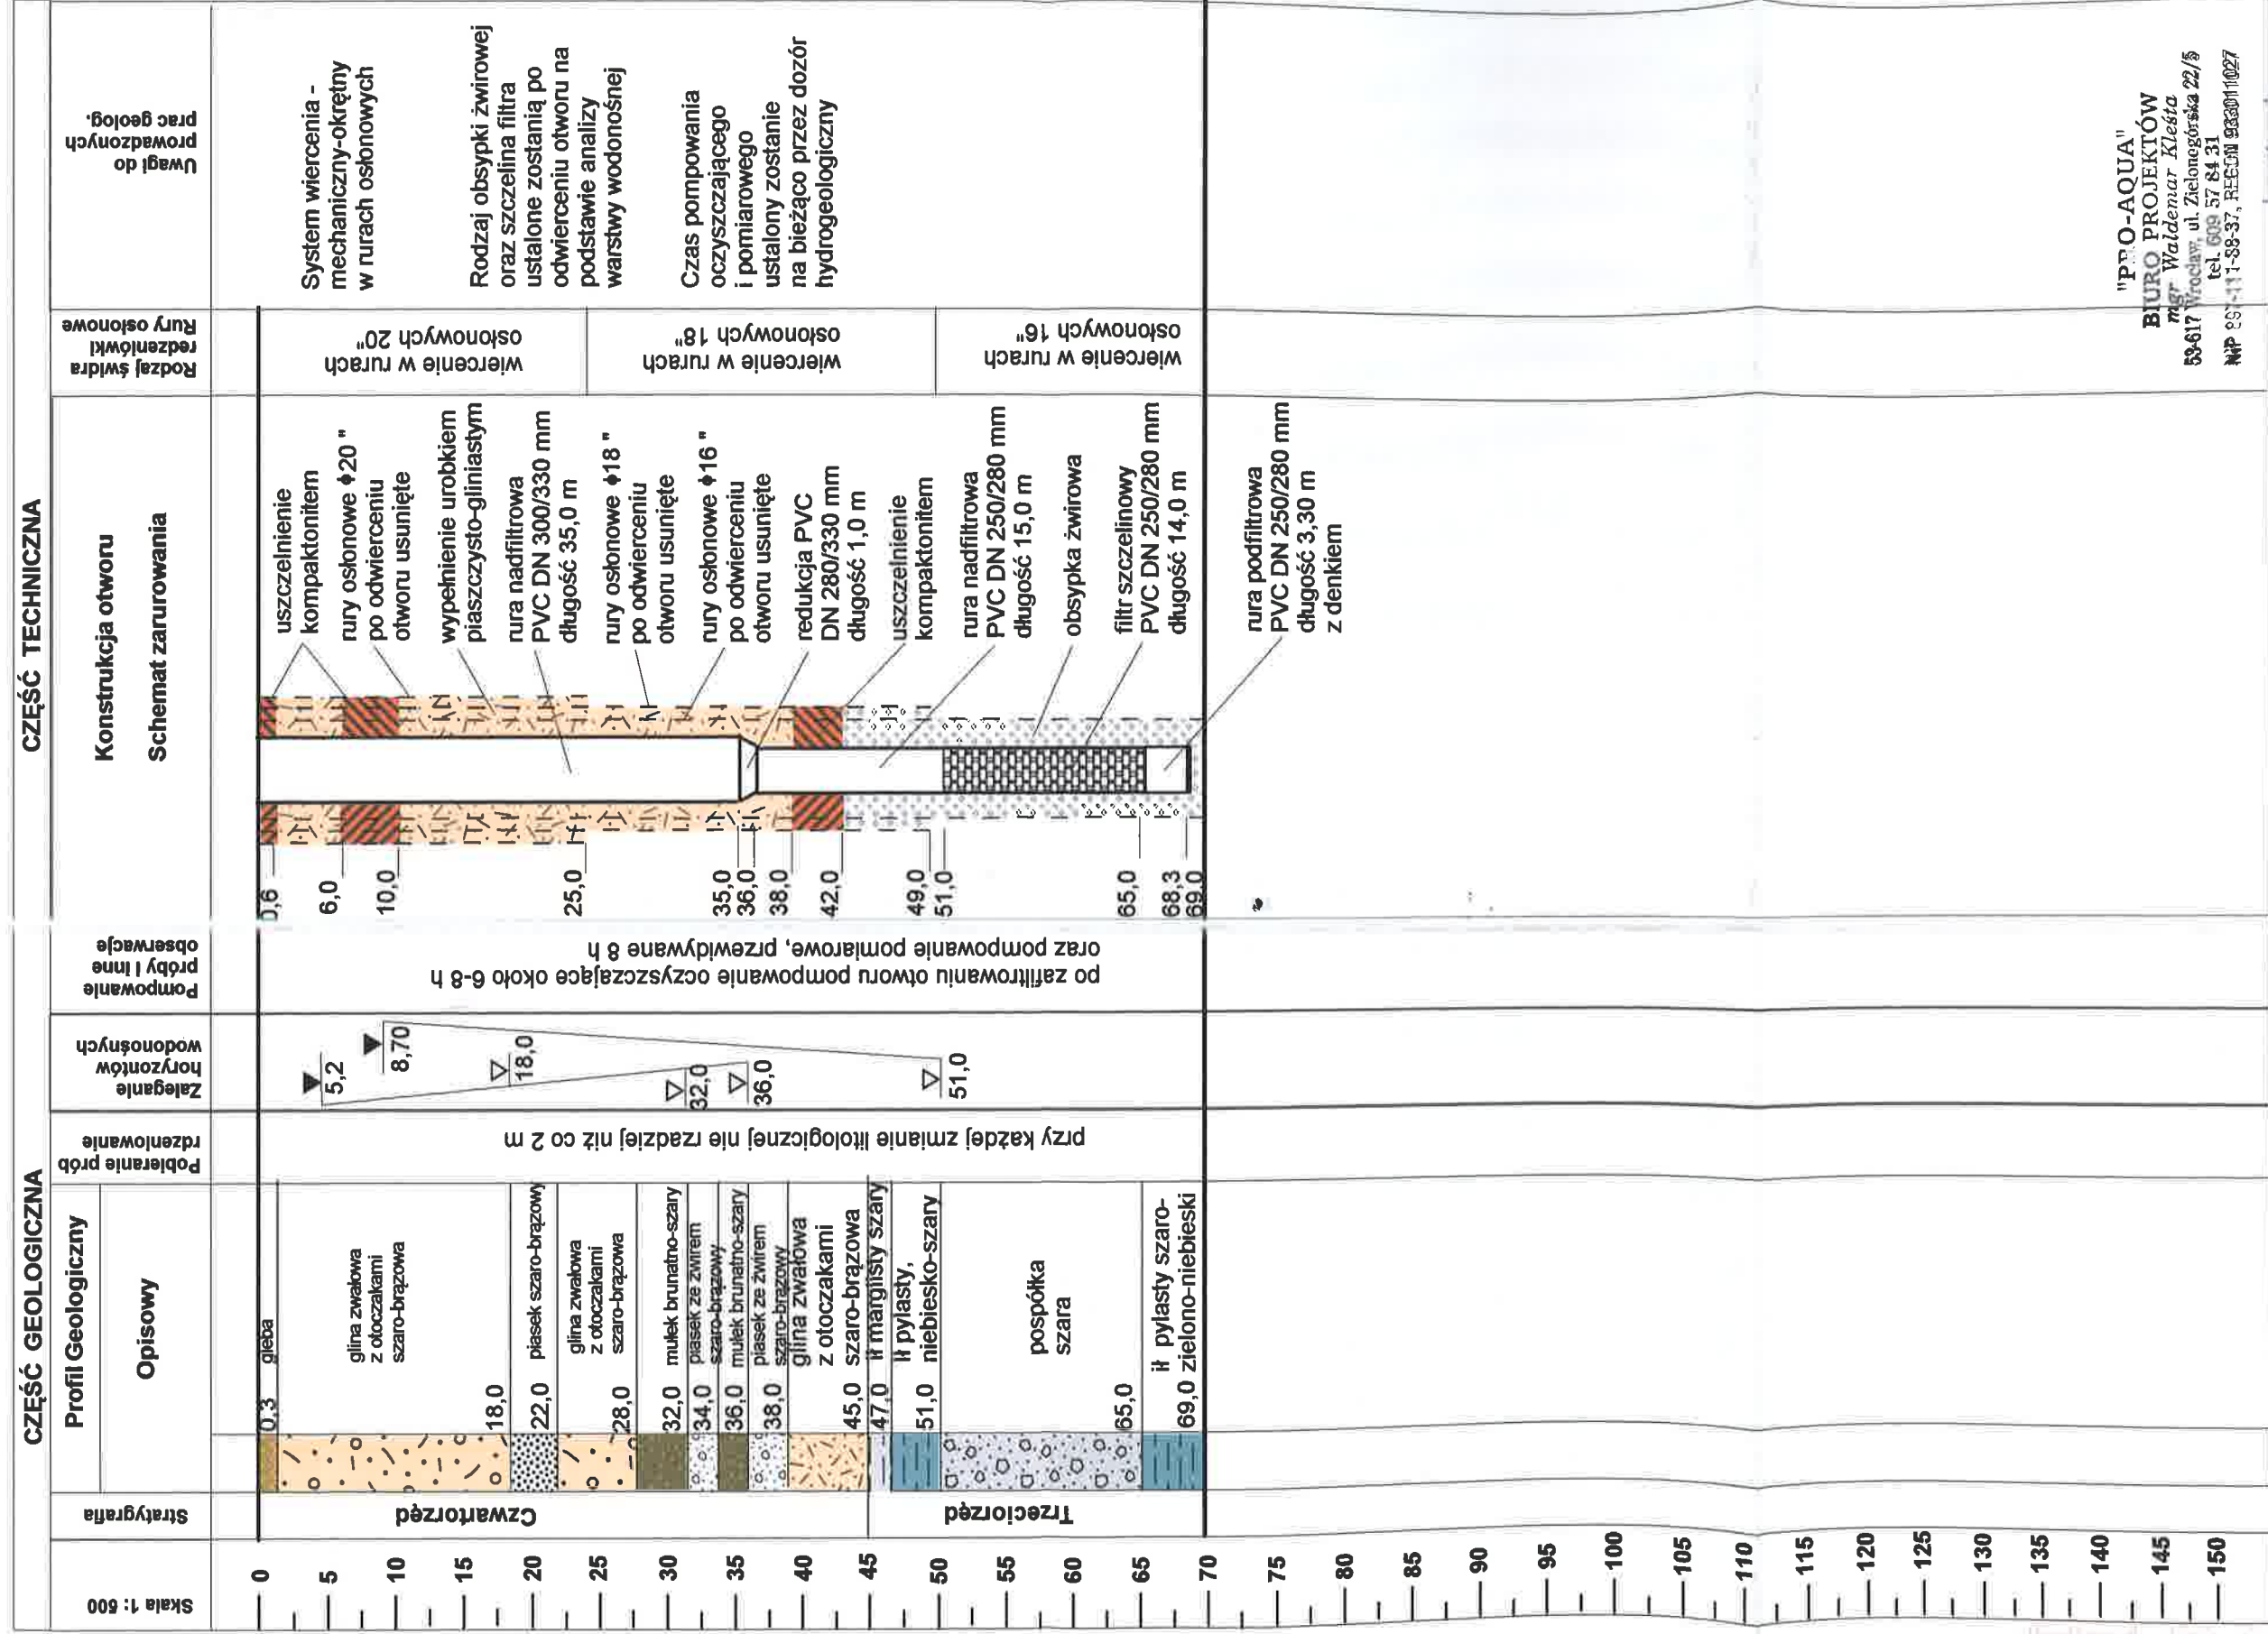 CZĘŚĆ GEOLOGICZNA
CZĘŚĆ TECHNICZNA
Skala 1: 500
Stratygrafia
Profil Geologiczny
Opisowy
Pobieranie prób
rdzeniowanie
Zaleganie
horyzontów
wodonośnych
Pompowanie
próby i inne
obserwacje
Konstrukcja otworu
Schemat zarurowania
Rodzaj świdra
redzeniówki
Rury osłonowe
Uwagi do
prowadzonych
prac geolog.
0
5
10
15
20
25
30
35
40
45
50
55
60
65
70
75
80
85
90
95
100
105
110
115
120
125
130
135
140
145
150
Czwartorzęd
Trzeciorzęd
0,3 gleba
glina zwałowa
z otoczakami
szaro-brązowa
18,0
22,0 piasek szaro-brązowy
glina zwałowa
z otoczakami
28,0 szaro-brązowa
32,0 mułek brunatno-szary
piasek ze żwirem
34,0 szaro-brązowy
36,0 mułek brunatno-szary
piasek ze żwirem
38,0 szaro-brązowy
glina zwałowa
z otoczakami
45,0 szaro-brązowa
47,0 ił marglisty szary
ił pylasty,
51,0 niebiesko-szary
pospółka
szara
65,0
ił pylasty szaro-
69,0 zielono-niebieski
przy każdej zmianie litologicznej nie rzadziej niż co 2 m
5,2
8,70
18,0
32,0
36,0
51,0
po zafiltrowaniu otworu pompowanie oczyszczające około 6-8 h
oraz pompowanie pomiarowe, przewidywane 8 h
0,6
6,0
10,0
25,0
35,0
36,0
38,0
42,0
49,0
51,0
65,0
68,3
69,0
uszczelnienie
kompaktonitem
rury osłonowe ϕ20 "
po odwierceniu
otworu usunięte
wypełnienie urobkiem
piaszczysto-gliniastym
rura nadfiltrowa
PVC DN 300/330 mm
długość 35,0 m
rury osłonowe ϕ18 "
po odwierceniu
otworu usunięte
rury osłonowe ϕ16 "
po odwierceniu
otworu usunięte
redukcja PVC
DN 280/330 mm
długość 1,0 m
uszczelnienie
kompaktonitem
rura nadfiltrowa
PVC DN 250/280 mm
długość 15,0 m
obsypka żwirowa
filtr szczelinowy
PVC DN 250/280 mm
długość 14,0 m
rura podfiltrowa
PVC DN 250/280 mm
długość 3,30 m
z denkiem
wiercenie w rurach
osłonowych 20"
wiercenie w rurach
osłonowych 18"
wiercenie w rurach
osłonowych 16"
System wiercenia -
mechaniczny-okrętny
w rurach osłonowych
Rodzaj obsypki żwirowej
oraz szczelina filtra
ustalone zostanią po
odwierceniu otworu na
podstawie analizy
warstwy wodonośnej
Czas pompowania
oczyszczającego
i pomiarowego
ustalony zostanie
na bieżąco przez dozór
hydrogeologiczny
"PRO-AQUA"
BIURO PROJEKTÓW
mgr Waldemar Kleśta
53-617 Wrocław, ul. Zielonogórska 22/5
tel. 609 57 84 31
NIP 897-111-88-37, REGON 933011027